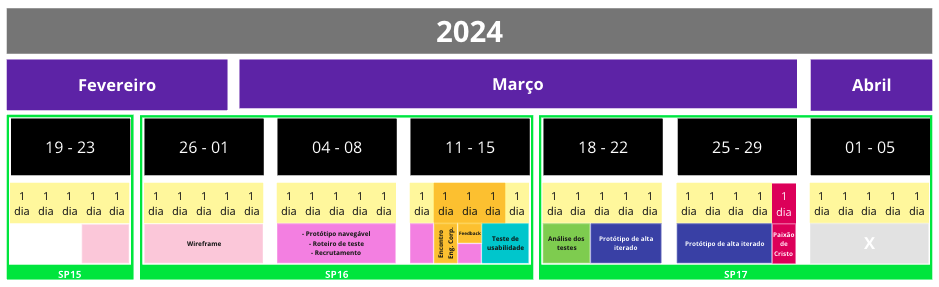 2024
Fevereiro
Março
Abril
19 - 23
26 - 01
04 - 08
11 - 15
18 - 22
25 - 29
01 - 05
1 1 1 1 1
dia dia dia dia dia
1 1 1 1 1
dia dia dia dia dia
1 1 1 1 1
dia dia dia dia dia
1 1 1 1 1
dia dia dia dia dia
1 1 1 1 1
dia dia dia dia dia
1 1 1 1 1
dia dia dia dia dia
1 1 1 1 1
dia dia dia dia dia
Wireframe
- Protótipo navegável
- Roteiro de teste
- Recrutamento
Encontro
Eng. Corp.
Feedback
Teste de
usabilidade
Análise dos
testes
Protótipo de alta
iterado
Protótipo de alta iterado
Paixão
de
Cristo
X
SP15
SP16
SP17